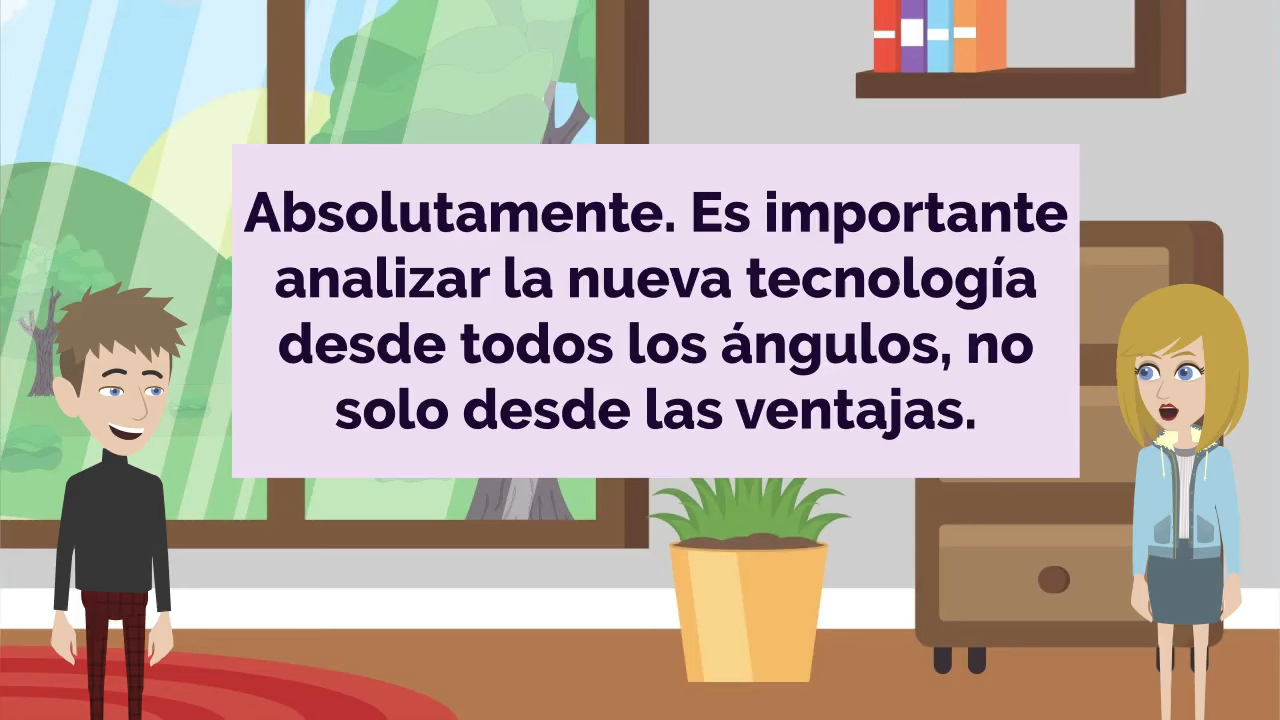 Absolutamente. Es importante
analizar la nueva tecnología
desde todos los ángulos, no
solo desde las ventajas.